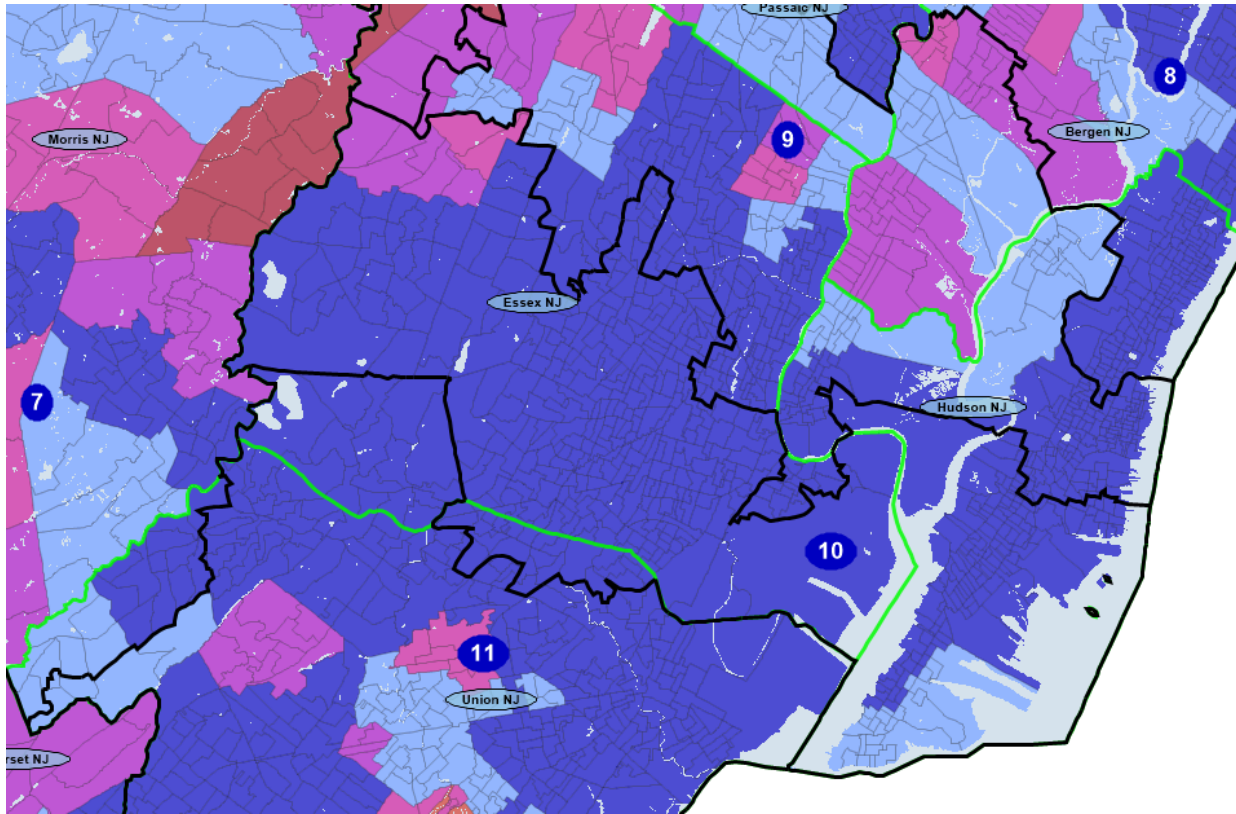 Passaic NJ
8
Bergen NJ
Morris NJ
9
Essex NJ
7
Hudson NJ
10
11
Union NJ
rset NJ